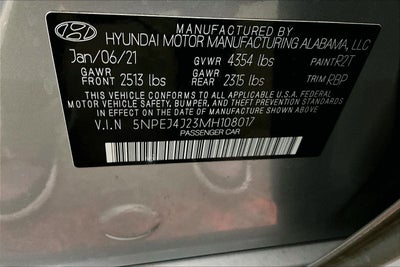 MANUFACTURED BY
HYUNDAI MOTOR MANUFACTURING ALABAMA, LLC
Jan/06/21 GVWR 4354 lbs PAINT R2T
GAWR FRONT 2513 lbs GAWR REAR 2315 lbs TRIM RBP
THIS VEHICLE CONFORMS TO ALL APPLICABLE U.S.A. FEDERAL
MOTOR VEHICLE SAFETY, BUMPER, AND THEFT PREVENTION STANDARDS
IN EFFECT ON THE DATE OF MANUFACTURE SHOWN ABOVE.
V.I.N 5NPEJ4J23MH108017
PASSENGER CAR